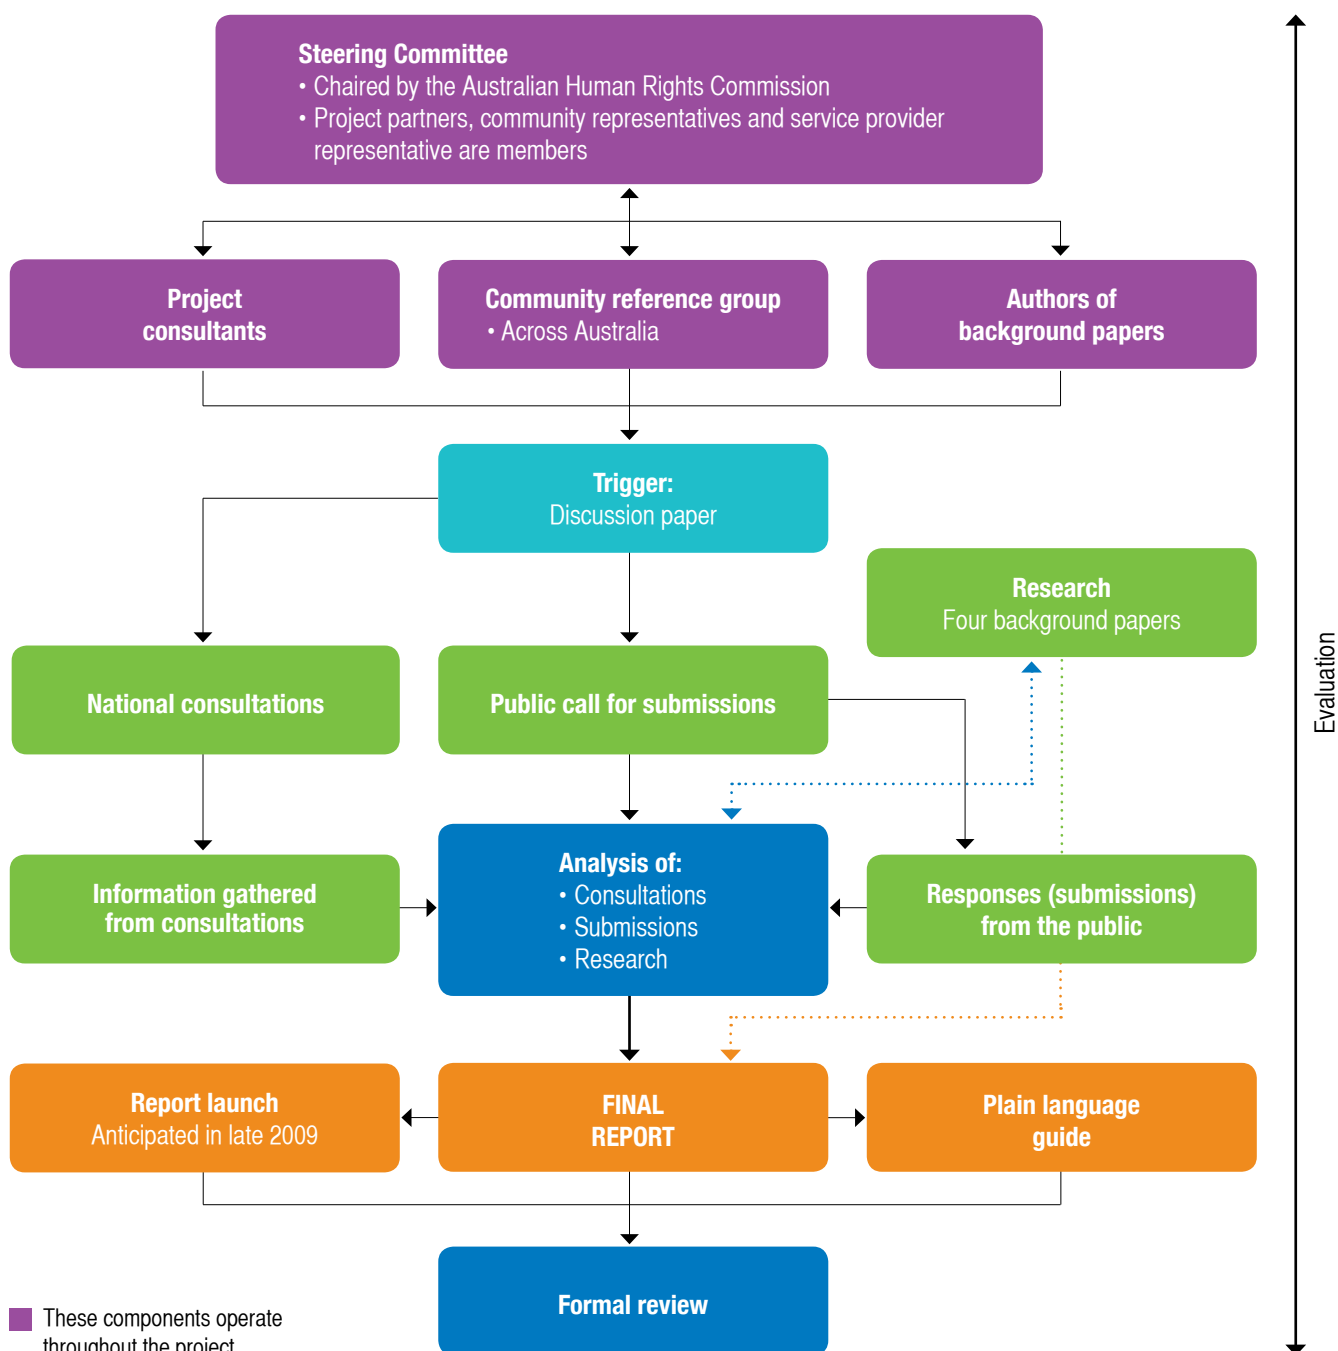 Steering Committee
• Chaired by the Australian Human Rights Commission
• Project partners, community representatives and service provider
representative are members
Project
consultants
Community reference group
• Across Australia
Authors of
background papers
Trigger:
Discussion paper
Research
Four background papers
Evaluation
National consultations
Public call for submissions
Information gathered
from consultations
Analysis of:
• Consultations
• Submissions
• Research
Responses (submissions)
from the public
Report launch
Anticipated in late 2009
FINAL
REPORT
Plain language
guide
Formal review
These components operate
throughout the project